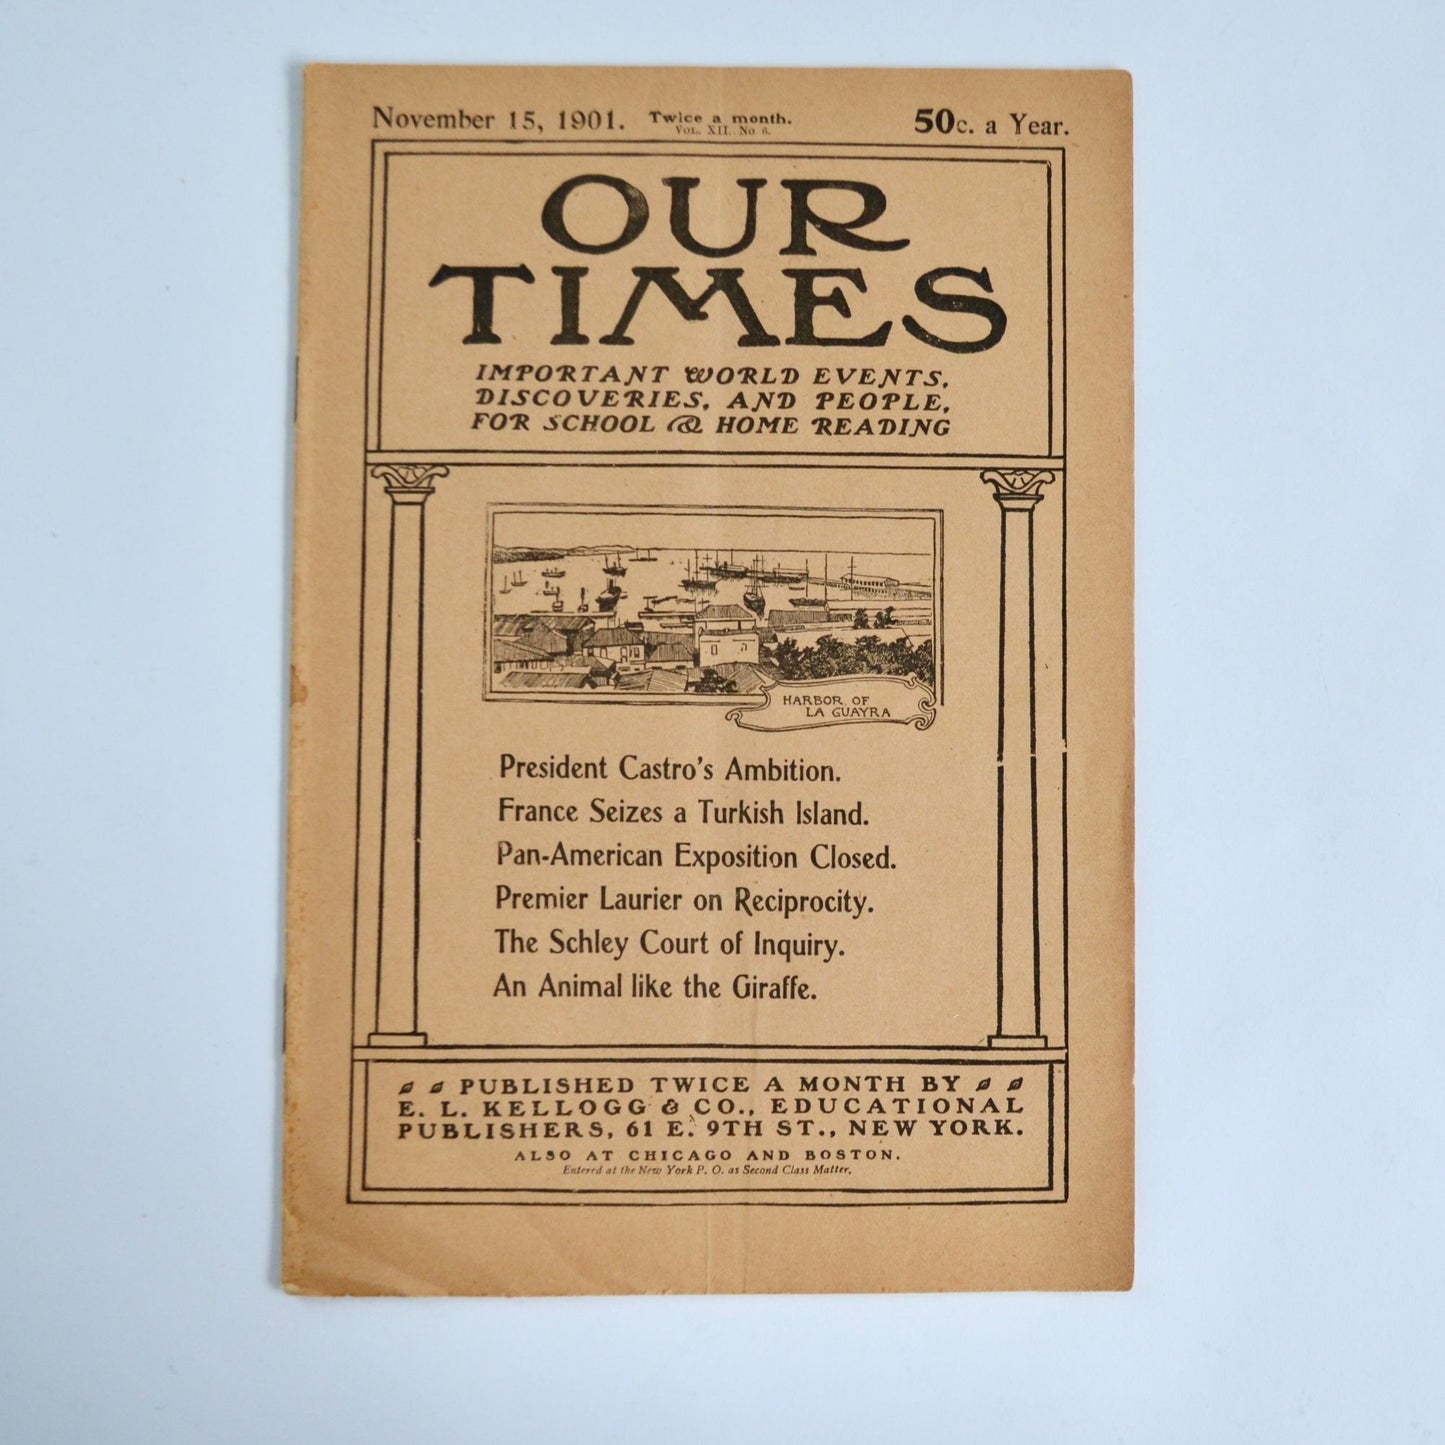 November 15, 1901. Twice a month. 50c. a Year.
VOL. XII. No 6.
OUR
TIMES
IMPORTANT WORLD EVENTS,
DISCOVERIES, AND PEOPLE,
FOR SCHOOL & HOME READING
HARBOR OF
LA GUAYRA
President Castro's Ambition.
France Seizes a Turkish Island.
Pan-American Exposition Closed.
Premier Laurier on Reciprocity.
The Schley Court of Inquiry.
An Animal like the Giraffe.
PUBLISHED TWICE A MONTH BY
E. L. KELLOGG & CO., EDUCATIONAL
PUBLISHERS, 61 E. 9TH ST., NEW YORK.
ALSO AT CHICAGO AND BOSTON.
Entered at the New York P. O. as Second Class Matter.